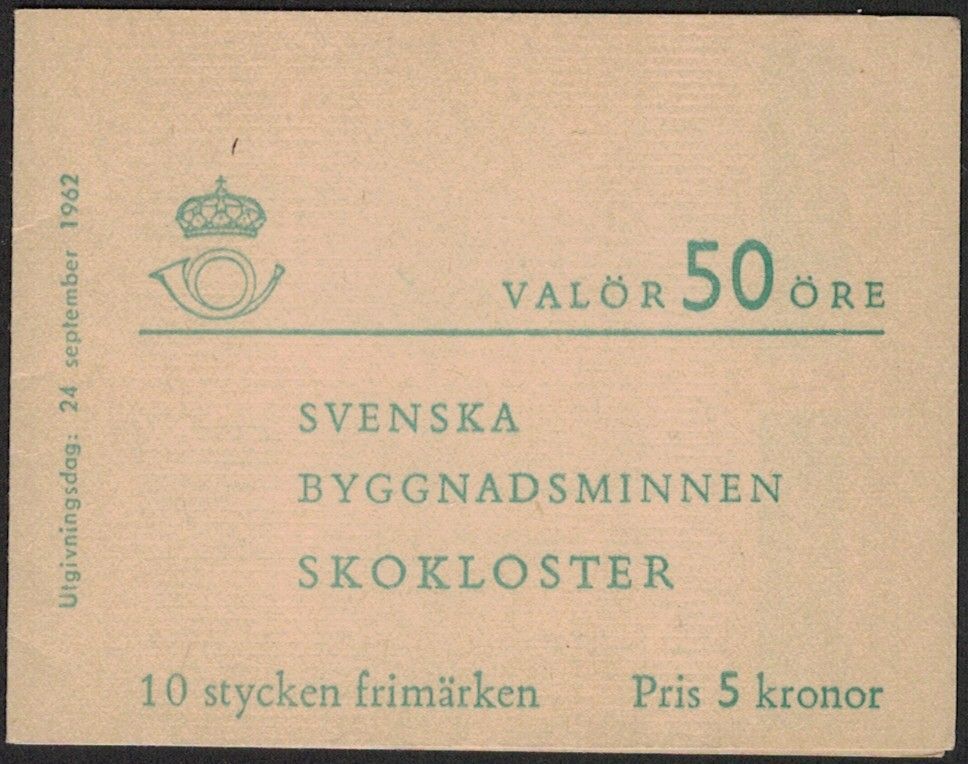 Utgivningsdag: 24 september 1962
VALÖR 50 ÖRE
SVENSKA
BYGGNADSMINNEN
SKOKLOSTER
10 stycken frimärken Pris 5 kronor